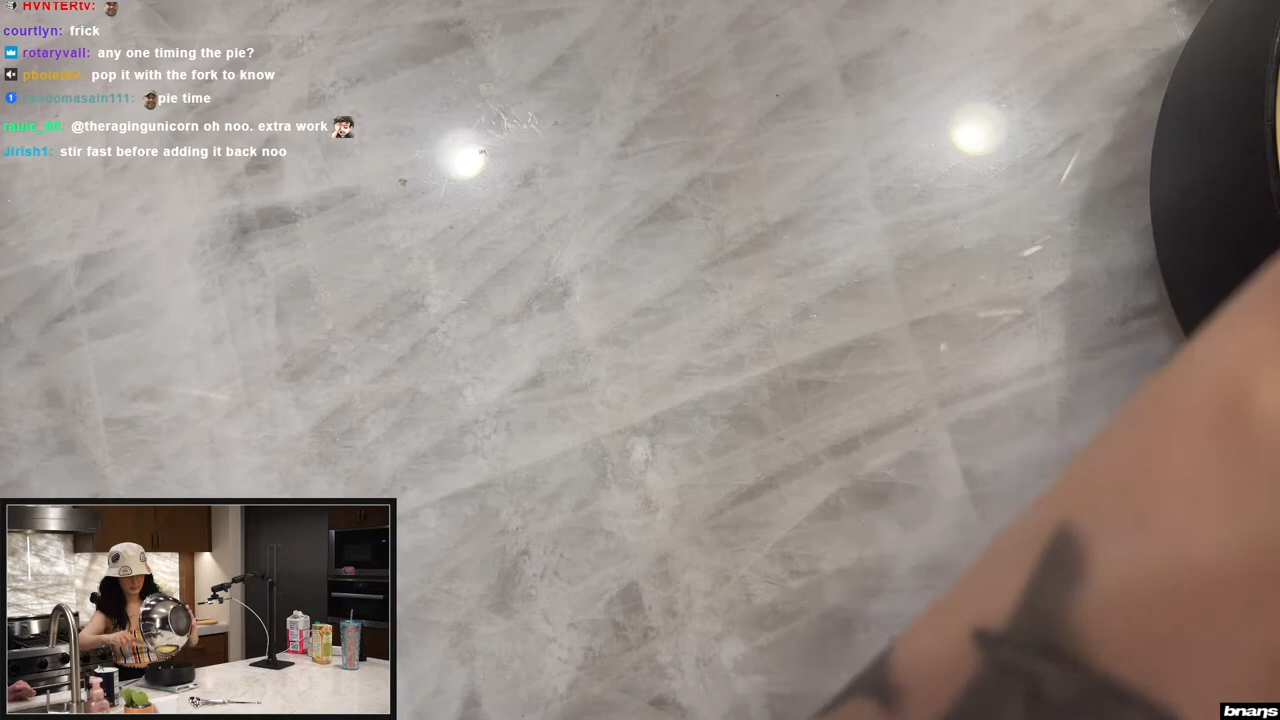 HVNTERtv:
courtlyn: frick
rotaryvail: any one timing the pie?
pop it with the fork to know
pie time
@theragingunicorn oh noo. extra work
Jirish1: stir fast before adding it back noo
bnans